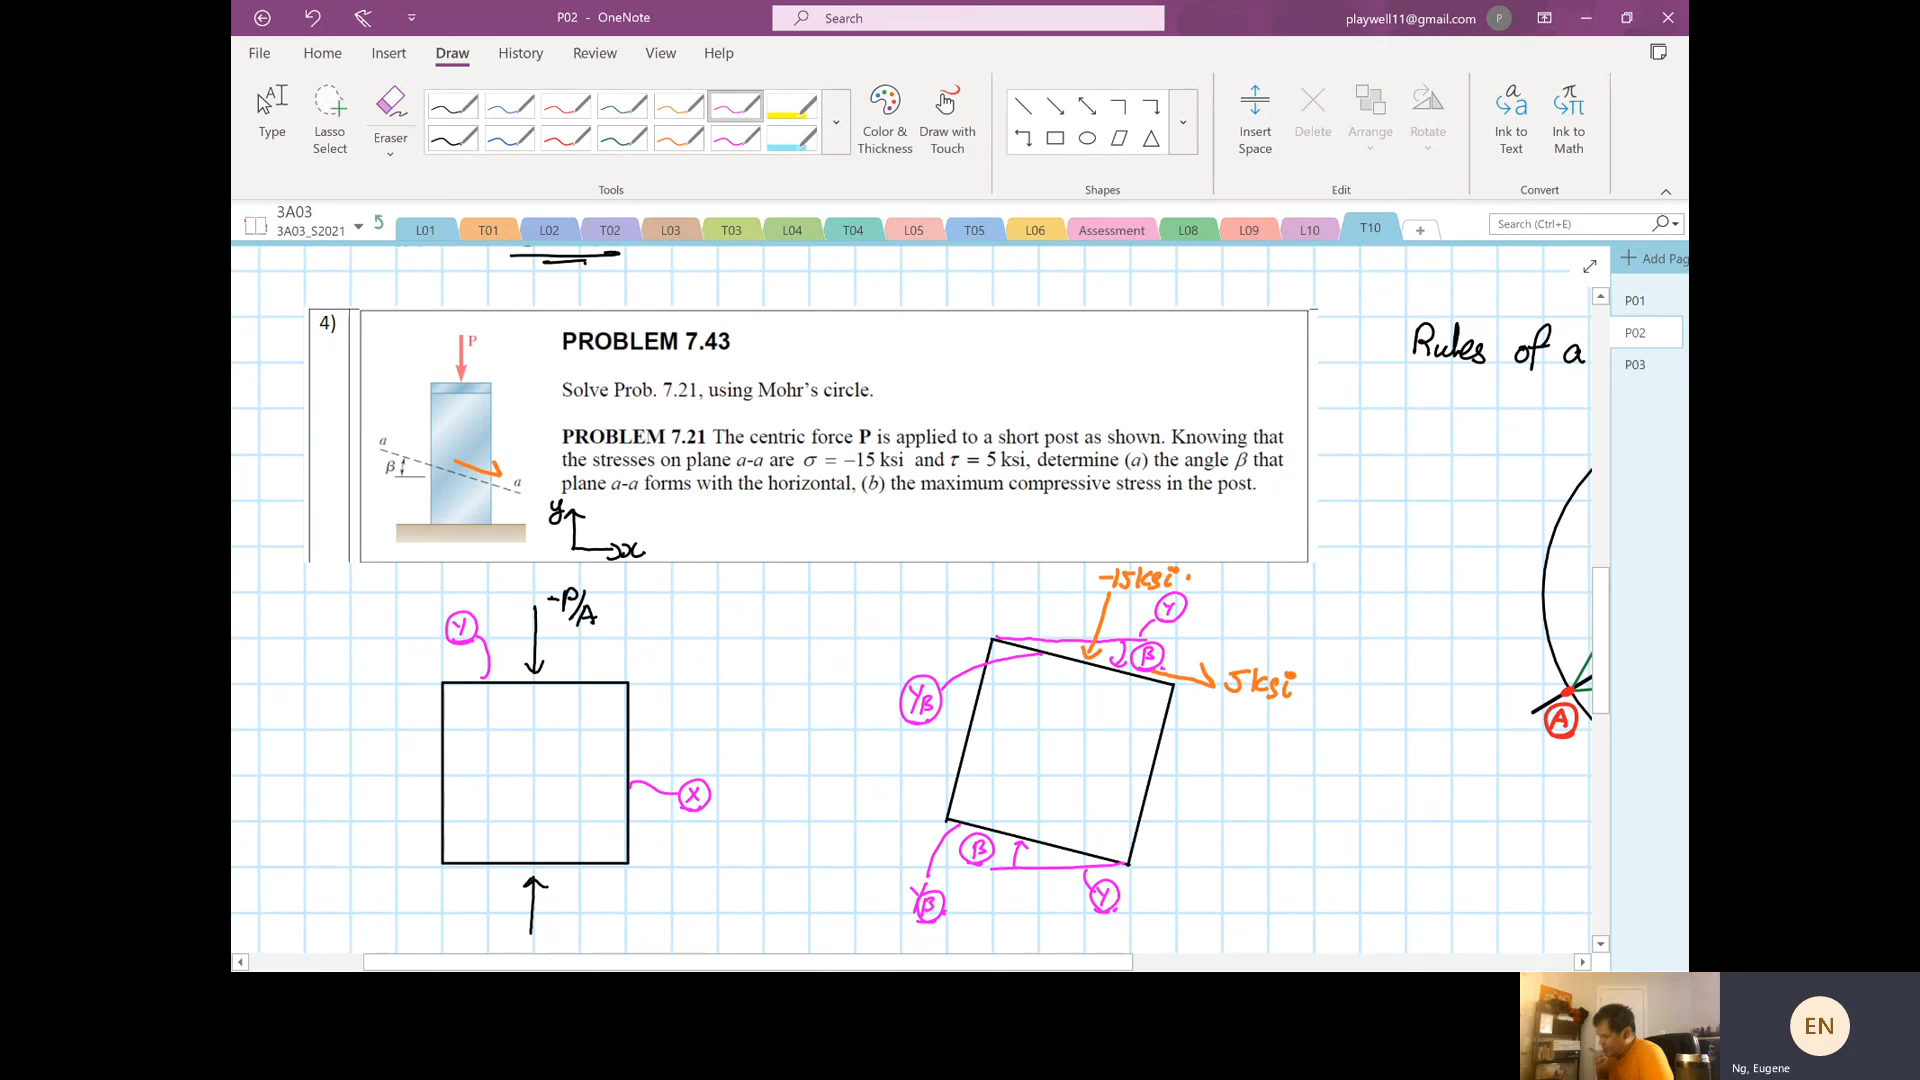 P02 - OneNote
Search
playwell11@gmail.com
P
File Home Insert Draw History Review View Help
Type
Lasso Select
Eraser
Color & Thickness
Draw with Touch
Insert Space
Delete
Arrange
Rotate
Ink to Text
Ink to Math
Tools
Shapes
Edit
Convert
3A03
3A03_S2021
L01 T01 L02 T02 L03 T03 L04 T04 L05 T05 L06 Assessment L08 L09 L10 T10
Search (Ctrl+E)
Add Pag
P01
P02
P03
4)
P
a
β
a
PROBLEM 7.43
Solve Prob. 7.21, using Mohr's circle.
PROBLEM 7.21 The centric force P is applied to a short post as shown. Knowing that
the stresses on plane a-a are σ = −15 ksi and τ = 5 ksi, determine (a) the angle β that
plane a-a forms with the horizontal, (b) the maximum compressive stress in the post.
y
x
Rules of a
-P/A
Y
X
-15ksi
Y
β
5ksi
Yβ
β
Yβ
Y
A
EN
Ng, Eugene